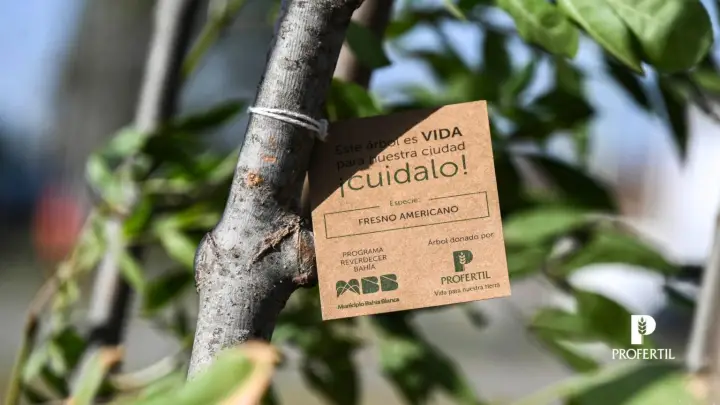 Este árbol es VIDA
para nuestra ciudad
¡cuidalo!
Especie:
FRESNO AMERICANO
PROGRAMA
REVERDECER
BAHÍA
MBB
Municipio Bahía Blanca
Árbol donado por
PROFERTIL
Vida para nuestra tierra
PROFERTIL